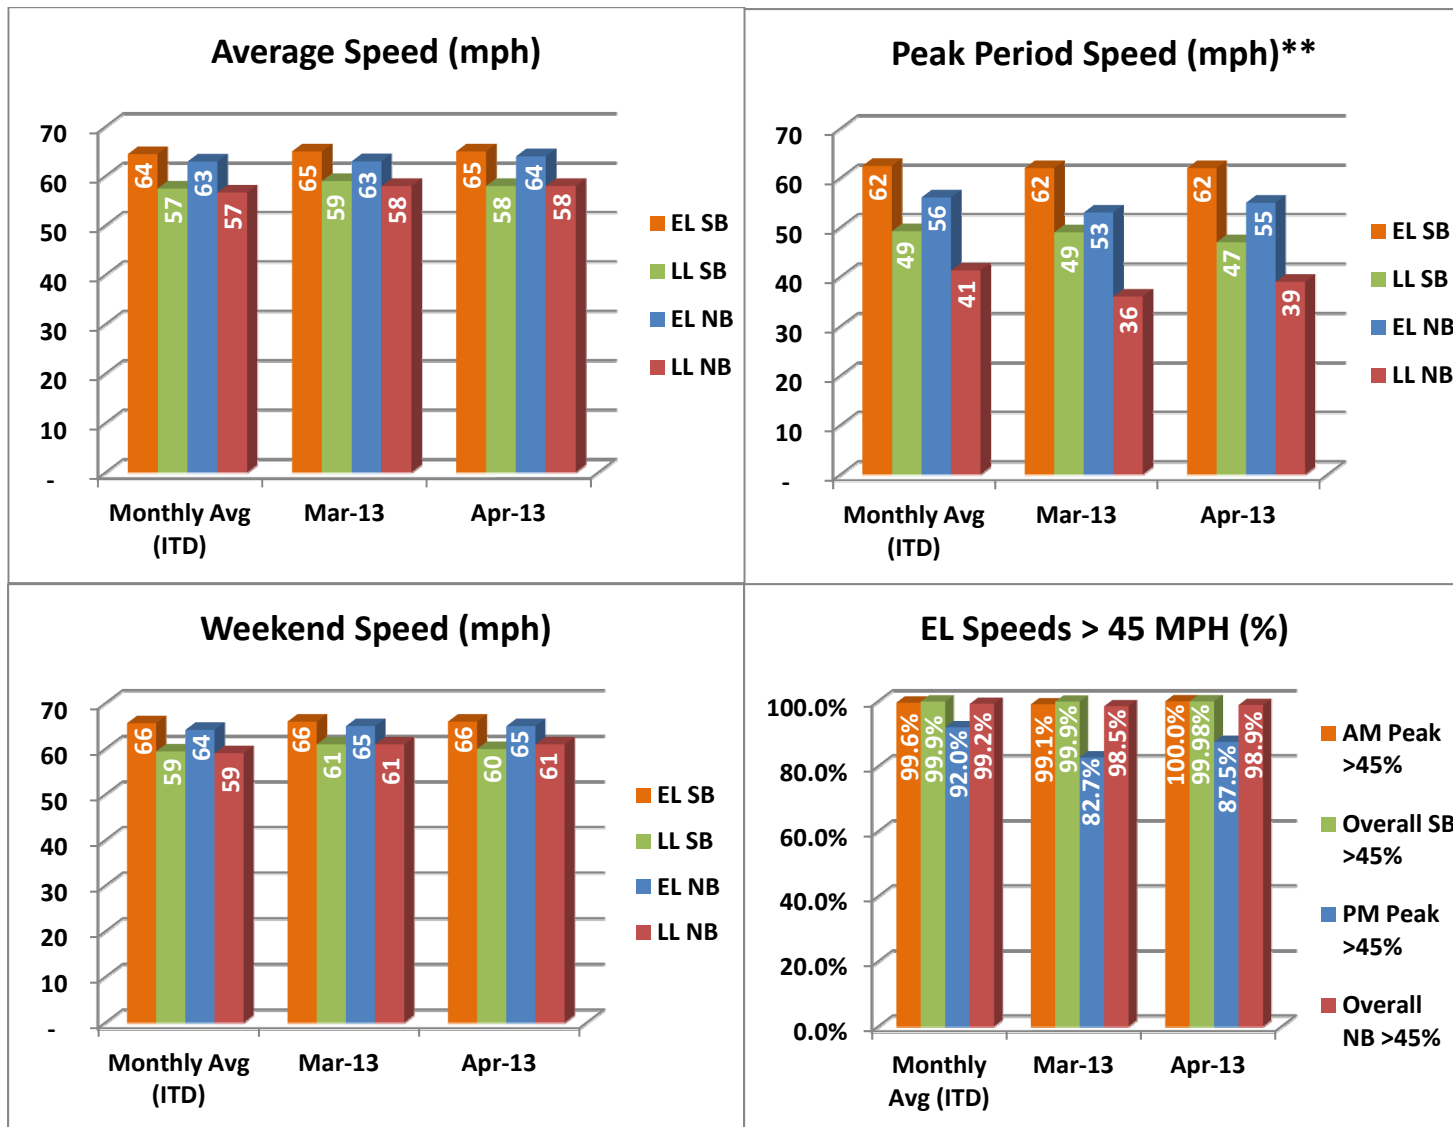 Average Speed (mph)
70
60
50
40
30
20
10
-
64
57
63
57
65
59
63
58
65
58
64
58
Monthly Avg
(ITD)
Mar-13
Apr-13
EL SB
LL SB
EL NB
LL NB
Peak Period Speed (mph)**
70
60
50
40
30
20
10
-
62
49
56
41
62
49
53
36
62
47
55
39
Monthly Avg
(ITD)
Mar-13
Apr-13
EL SB
LL SB
EL NB
LL NB
Weekend Speed (mph)
70
60
50
40
30
20
10
-
66
59
64
59
66
61
65
61
66
60
65
61
Monthly Avg
(ITD)
Mar-13
Apr-13
EL SB
LL SB
EL NB
LL NB
EL Speeds > 45 MPH (%)
100.0%
80.0%
60.0%
40.0%
20.0%
0.0%
99.6%
99.9%
92.0%
99.2%
99.1%
99.9%
82.7%
98.5%
100.0%
99.98%
87.5%
98.9%
Monthly
Avg (ITD)
Mar-13
Apr-13
AM Peak
>45%
Overall SB
>45%
PM Peak
>45%
Overall
NB >45%